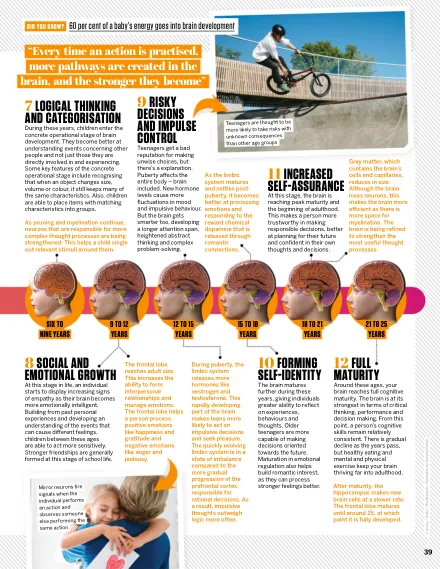 DID YOU KNOW? 60 per cent of a baby's energy goes into brain development
"Every time an action is practised,
more pathways are created in the
brain, and the stronger they become"
Teenagers are thought to be
more likely to take risks with
unknown consequences
than other age groups
7 LOGICAL THINKING
AND CATEGORISATION
During these years, children enter the
concrete operational stage of brain
development. They become better at
understanding events concerning other
people and not just those they are
directly involved in and experiencing.
Some key features of the concrete
operational stage include recognising
that when an object changes size,
volume or colour, it still keeps many of
the same characteristics. Also, children
are able to place items with matching
characteristics into groups.
As pruning and myelination continue,
neurons that are responsible for more
complex thought processes are being
strengthened. This helps a child single
out relevant stimuli around them.
9 RISKY
DECISIONS
AND IMPULSE
CONTROL
Teenagers get a bad
reputation for making
unwise choices, but
there's a explanation.
Puberty affects the
entire body – brain
included. New hormone
levels cause more
fluctuations in mood
and impulsive behaviour.
But the brain gets
smarter too, developing
a longer attention span,
heightened abstract
thinking and complex
problem-solving.
As the limbic
system matures
and settles post-
puberty, it becomes
better at processing
emotions and
responding to the
reward chemical
dopamine that is
released through
romantic
connections.
11 INCREASED
SELF-ASSURANCE
At this stage, the brain is
reaching peak maturity and
the beginning of adulthood.
This makes a person more
trustworthy in making
responsible decisions, better
at planning for their future
and confident in their own
thoughts and decisions.
Grey matter, which
contains the brain's
cells and capillaries,
reduces in size.
Although the brain
loses neurons, this
makes the brain more
efficient as there is
more space for
myelination. The
brain is being refined
to strengthen the
most useful thought
processes.
SIX TO
NINE YEARS
9 TO 12
YEARS
12 TO 15
YEARS
15 TO 18
YEARS
18 TO 21
YEARS
21 TO 25
YEARS
8 SOCIAL AND
EMOTIONAL GROWTH
At this stage in life, an individual
starts to display increasing signs
of empathy as their brain becomes
more emotionally intelligent.
Building from past personal
experiences and developing an
understanding of the events that
can cause different feelings,
children between these ages
are able to act more sensitively.
Stronger friendships are generally
formed at this stage of school life.
The frontal lobe
reaches adult size.
This increases the
ability to form
interpersonal
relationships and
manage emotions.
The frontal lobe helps
a person process
positive emotions
like happiness and
gratitude and
negative emotions
like anger and
jealousy.
During puberty, the
limbic system
releases more
hormones, like
oestrogen and
testosterone. This
rapidly developing
part of the brain
makes teens more
likely to act on
impulsive decisions
and seek pleasure.
The quickly evolving
limbic system is in a
state of imbalance
compared to the
more gradual
progression of the
prefrontal cortex,
responsible for
rational decisions. As
a result, impulsive
thoughts outweigh
logic more often.
10 FORMING
SELF-IDENTITY
The brain matures
further during these
years, giving individuals
greater ability to reflect
on experiences,
behaviours and
thoughts. Older
teenagers are more
capable of making
decisions oriented
towards the future.
Maturation in emotional
regulation also helps
build romantic interest,
as they can process
stronger feelings better.
12 FULL
MATURITY
Around these ages, your
brain reaches full cognitive
maturity. The brain is at its
strongest in terms of critical
thinking, performance and
decision making. From this
point, a person's cognitive
skills remain relatively
consistent. There is gradual
decline as the years pass,
but healthy eating and
mental and physical
exercise keep your brain
thriving far into adulthood.
After maturity, the
hippocampus makes new
brain cells at a slower rate.
The frontal lobe matures
until around 25, at which
point it is fully developed.
Mirror neurons fire
signals when the
individual performs
an action and
observes someone
else performing the
same action
39